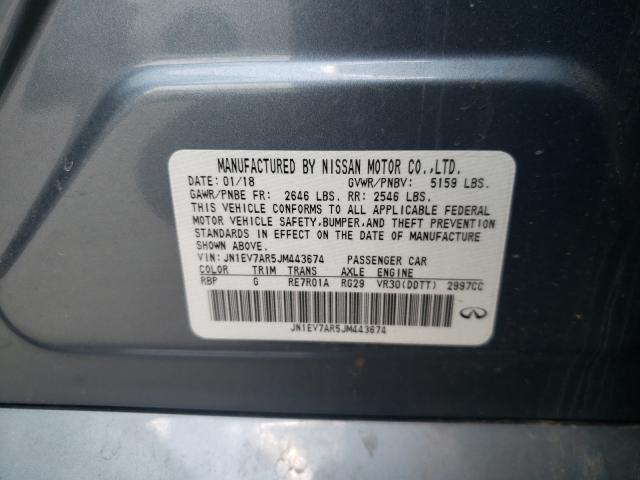 MANUFACTURED BY NISSAN MOTOR CO.,LTD.
DATE: 01/18 GVWR/PNBV: 5159 LBS.
GAWR/PNBE FR: 2646 LBS. RR: 2546 LBS.
THIS VEHICLE CONFORMS TO ALL APPLICABLE FEDERAL
MOTOR VEHICLE SAFETY,BUMPER,AND THEFT PREVENTION
STANDARDS IN EFFECT ON THE DATE OF MANUFACTURE
SHOWN ABOVE.
VIN: JN1EV7AR5JM443674 PASSENGER CAR
COLOR TRIM TRANS AXLE ENGINE
RBP G RE7R01A RG29 VR30(DDTT) 2997CC
JN1EV7AR5JM443674